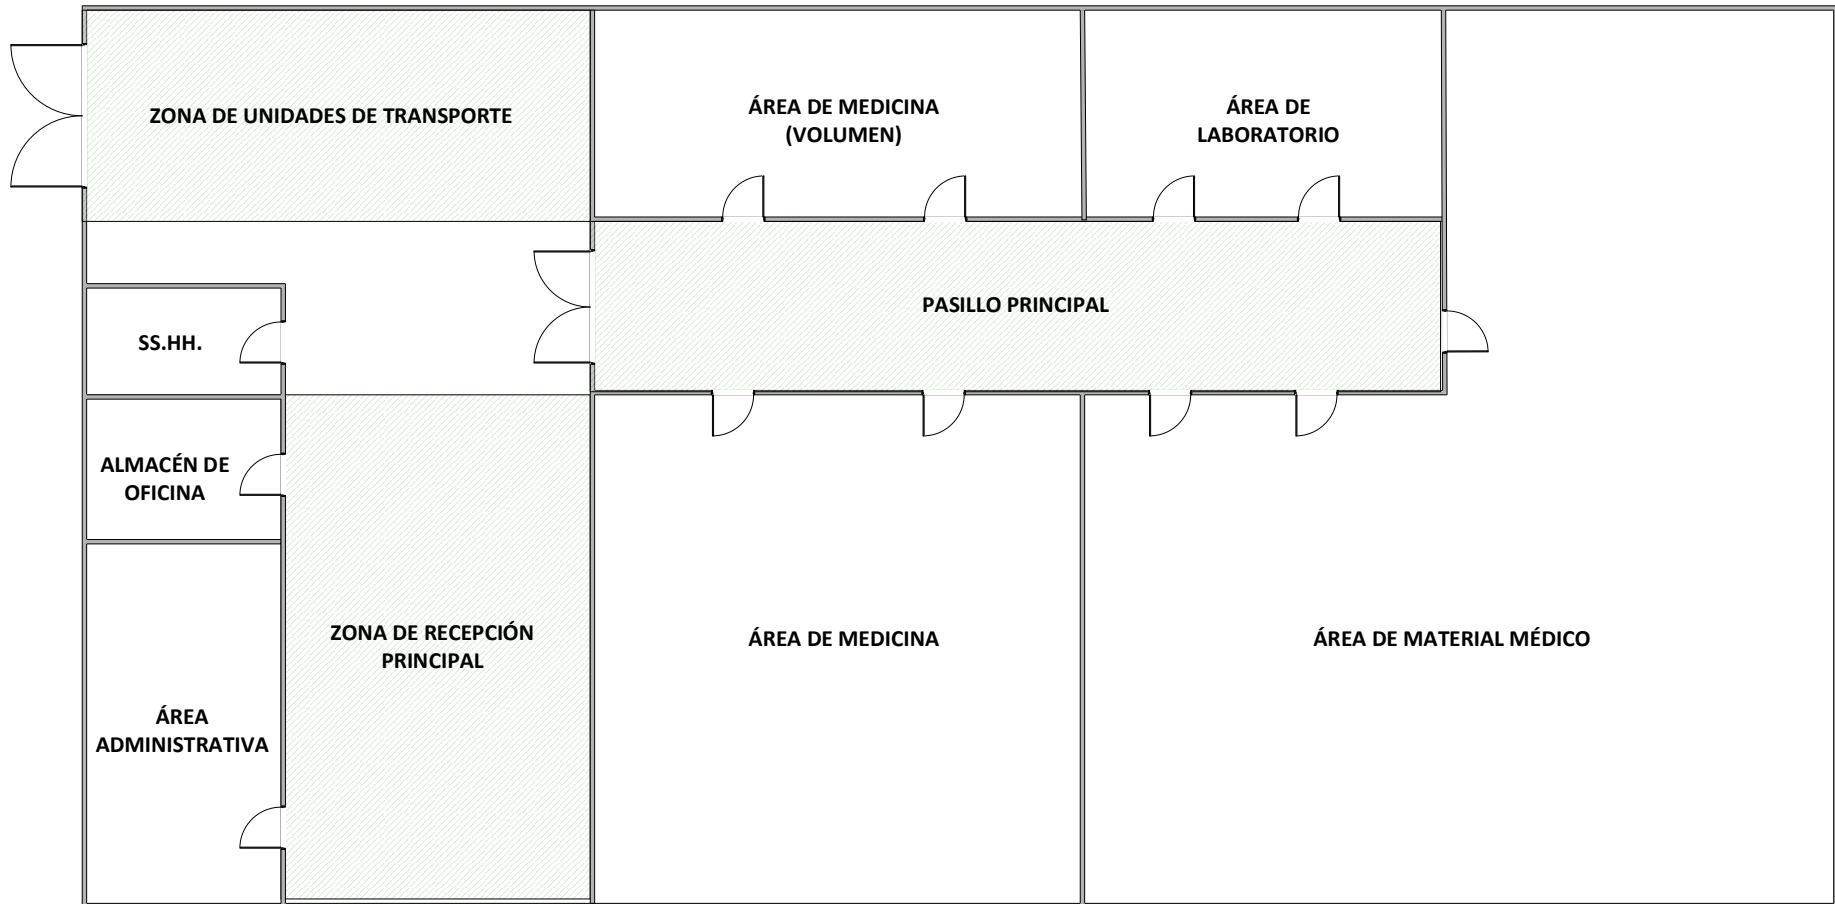 ZONA DE UNIDADES DE TRANSPORTE
ÁREA DE MEDICINA
(VOLUMEN)
ÁREA DE
LABORATORIO
PASILLO PRINCIPAL
SS.HH.
ALMACÉN DE
OFICINA
ZONA DE RECEPCIÓN
PRINCIPAL
ÁREA DE MEDICINA
ÁREA DE MATERIAL MÉDICO
ÁREA
ADMINISTRATIVA